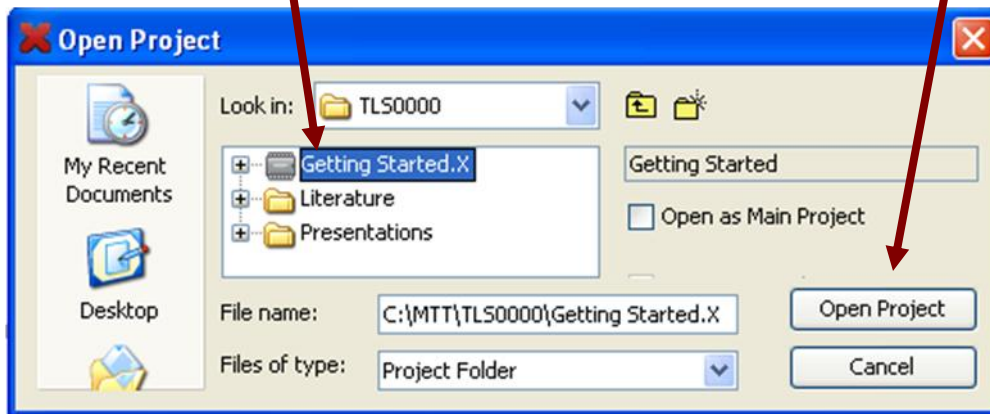 Open Project
Look in: TLS0000
My Recent Documents
Desktop
Getting Started.X
Literature
Presentations
Getting Started
Open as Main Project
File name: C:\MTT\TLS0000\Getting Started.X
Files of type: Project Folder
Open Project
Cancel